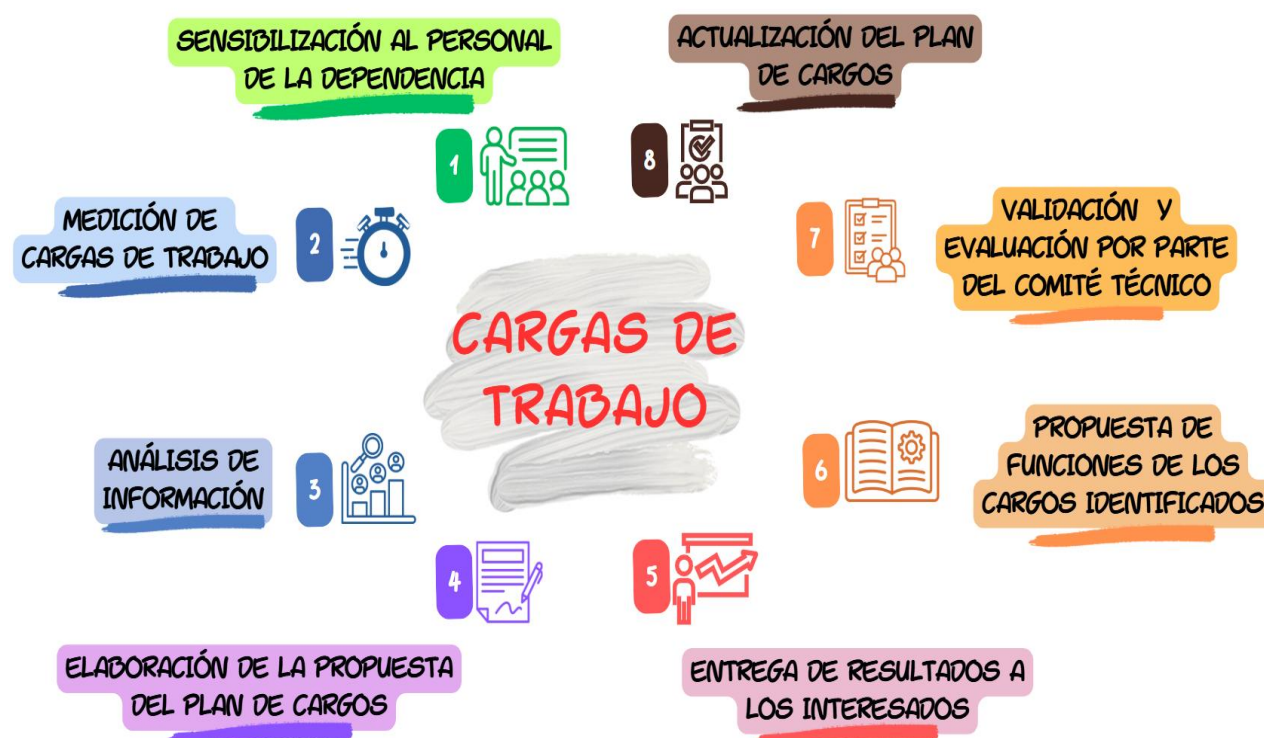 CARGAS DE
TRABAJO
1
SENSIBILIZACIÓN AL PERSONAL
DE LA DEPENDENCIA
2
MEDICIÓN DE
CARGAS DE TRABAJO
3
ANÁLISIS DE
INFORMACIÓN
4
ELABORACIÓN DE LA PROPUESTA
DEL PLAN DE CARGOS
5
ENTREGA DE RESULTADOS A
LOS INTERESADOS
6
PROPUESTA DE
FUNCIONES DE LOS
CARGOS IDENTIFICADOS
7
VALIDACIÓN Y
EVALUACIÓN POR PARTE
DEL COMITÉ TÉCNICO
8
ACTUALIZACIÓN DEL PLAN
DE CARGOS